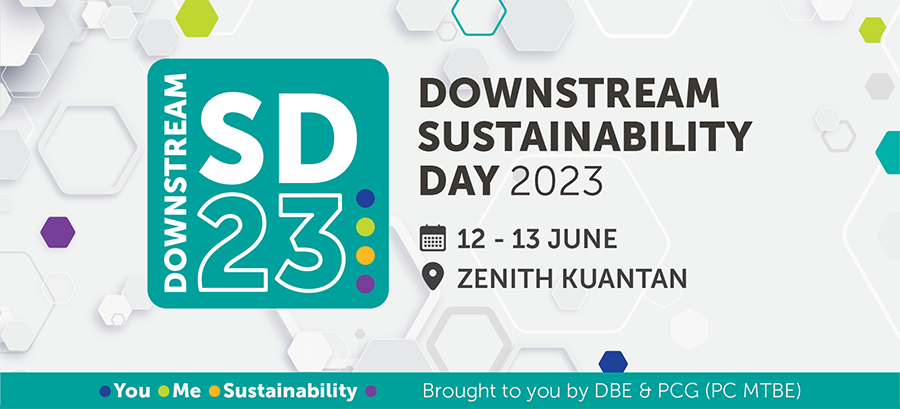 DOWNSTREAM
SD
23
DOWNSTREAM
SUSTAINABILITY
DAY 2023
12 - 13 JUNE
ZENITH KUANTAN
You Me Sustainability
Brought to you by DBE & PCG (PC MTBE)